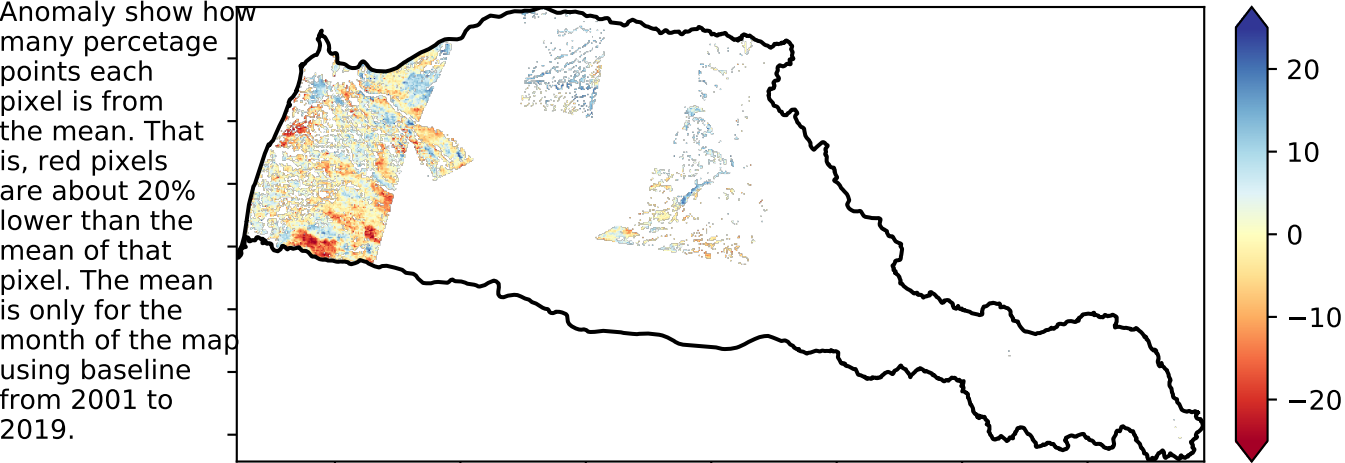 Anomaly show how
many percetage
points each
pixel is from
the mean. That
is, red pixels
are about 20%
lower than the
mean of that
pixel. The mean
is only for the
month of the map
using baseline
from 2001 to
2019.
20
10
0
−10
−20